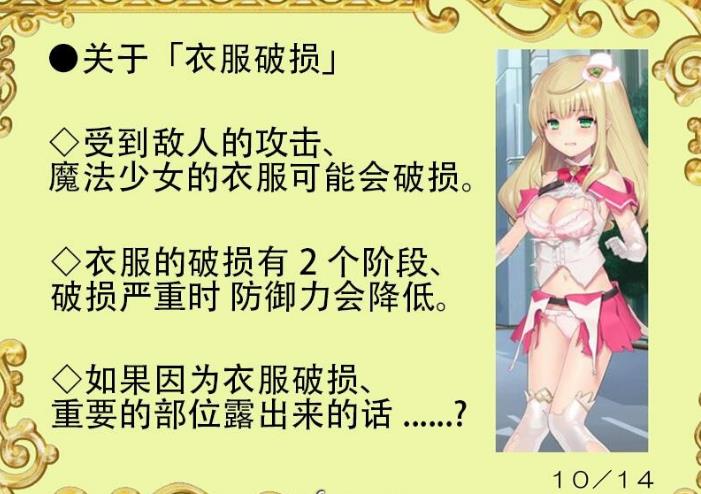 ●关于「衣服破损」
◇受到敌人的攻击、
魔法少女的衣服可能会破损。
◇衣服的破损有 2 个阶段、
破损严重时 防御力会降低。
◇如果因为衣服破损、
重要的部位露出来的话 ......?
10／14